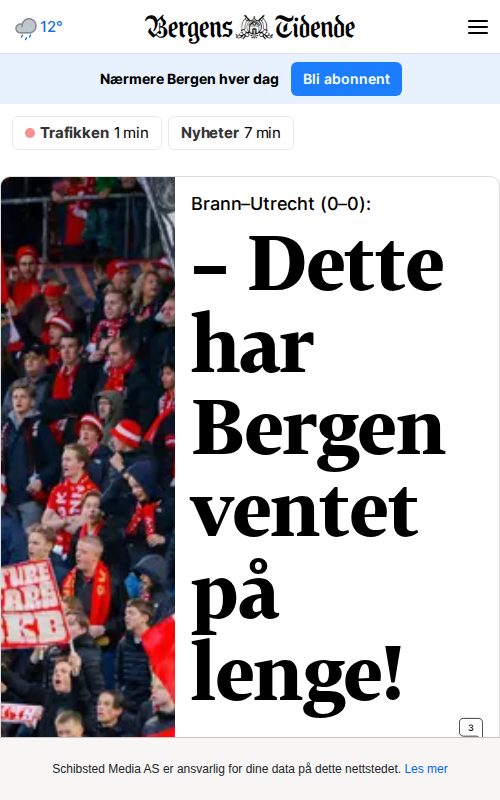 12°
Bergens Tidende
Nærmere Bergen hver dag
Bli abonnent
Trafikken 1 min
Nyheter 7 min
Brann–Utrecht (0–0):
– Dette
har
Bergen
ventet
på
lenge!
3
Schibsted Media AS er ansvarlig for dine data på dette nettstedet. Les mer